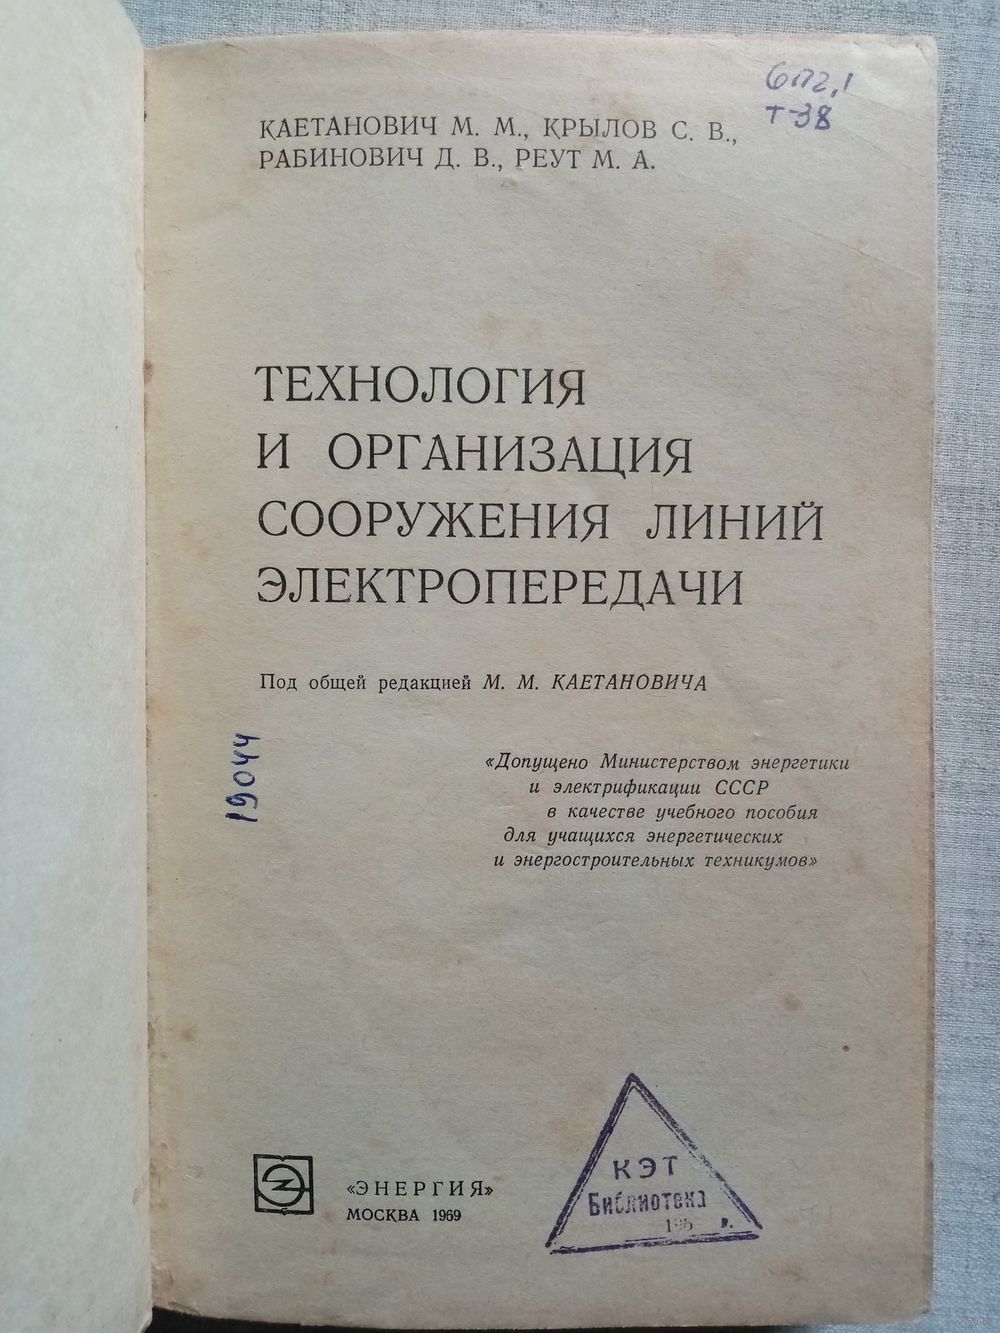 6П2.1
Т-38
КАЕТАНОВИЧ М. М., КРЫЛОВ С. В.,
РАБИНОВИЧ Д. В., РЕУТ М. А.
ТЕХНОЛОГИЯ
И ОРГАНИЗАЦИЯ
СООРУЖЕНИЯ ЛИНИЙ
ЭЛЕКТРОПЕРЕДАЧИ
Под общей редакцией М. М. КАЕТАНОВИЧА
19044
«Допущено Министерством энергетики
и электрификации СССР
в качестве учебного пособия
для учащихся энергетических
и энергостроительных техникумов»
«ЭНЕРГИЯ»
МОСКВА 1969
КЭТ
Библиотека
196 г.